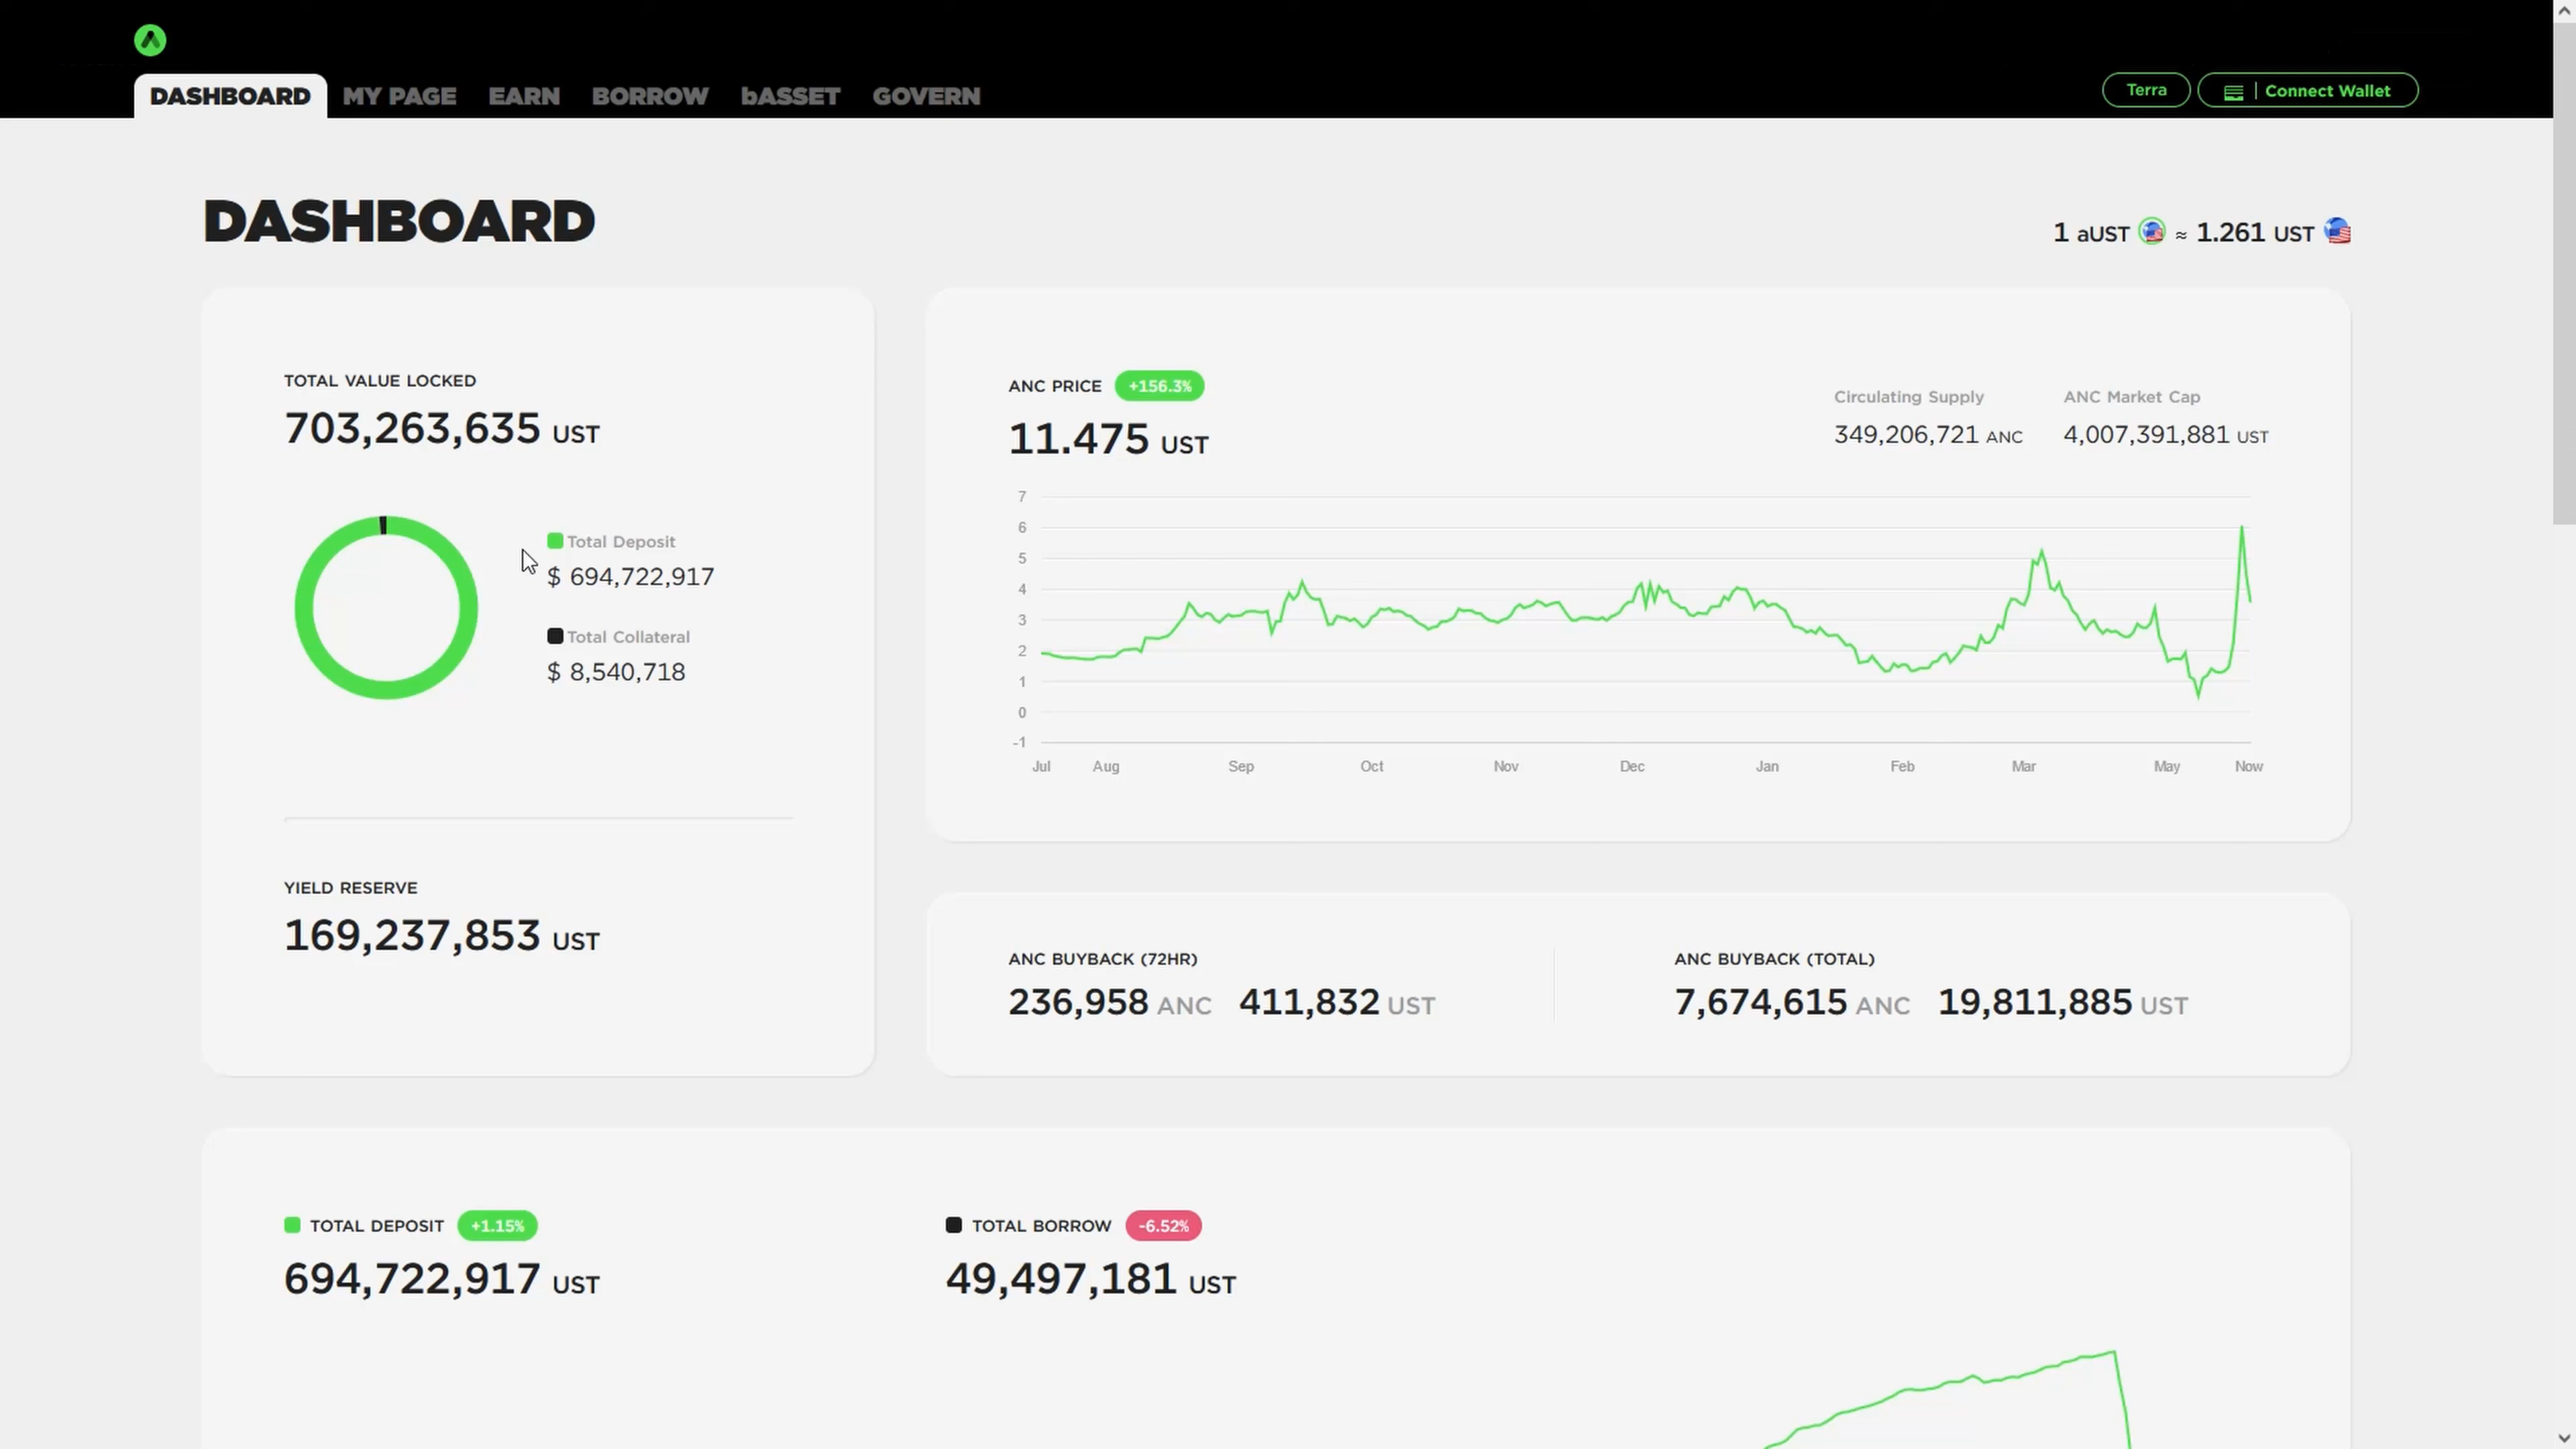 DASHBOARD MY PAGE EARN BORROW bASSET GOVERN
Terra Connect Wallet
DASHBOARD
1 aUST ≈ 1.261 UST
TOTAL VALUE LOCKED
703,263,635 UST
Total Deposit
$ 694,722,917
Total Collateral
$ 8,540,718
YIELD RESERVE
169,237,853 UST
ANC PRICE +156.3%
11.475 UST
Circulating Supply
349,206,721 ANC
ANC Market Cap
4,007,391,881 UST
7
6
5
4
3
2
1
0
-1
Jul Aug Sep Oct Nov Dec Jan Feb Mar May Now
ANC BUYBACK (72HR)
236,958 ANC 411,832 UST
ANC BUYBACK (TOTAL)
7,674,615 ANC 19,811,885 UST
TOTAL DEPOSIT +1.15%
694,722,917 UST
TOTAL BORROW -6.52%
49,497,181 UST